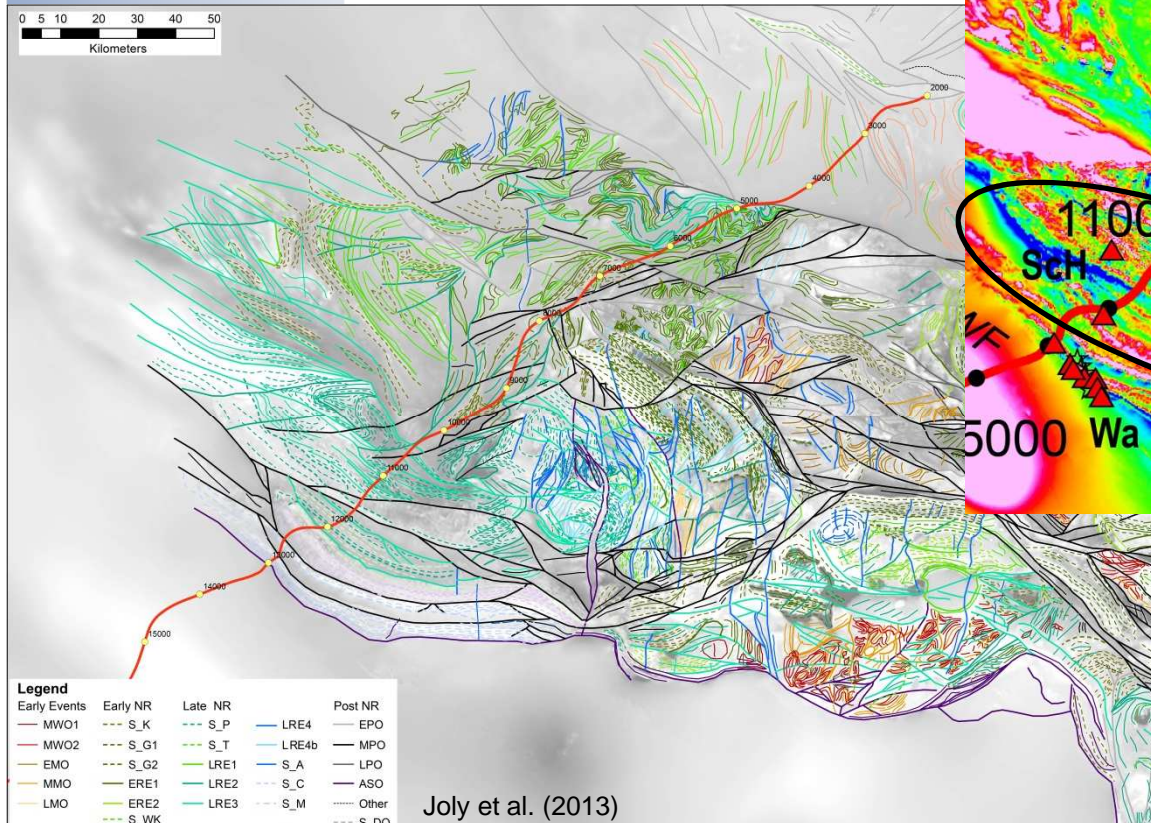 0 5 10 20 30 40 50
Kilometers
2000
3000
4000
5000
6000
7000
8000
9000
10000
11000
12000
13000
14000
15000
1100
ScH
WF
5000
Wa
Legend
Early Events Early NR Late NR Post NR
MWO1 S_K S_P LRE4 EPO
MWO2 S_G1 S_T LRE4b MPO
EMO S_G2 LRE1 S_A LPO
MMO ERE1 LRE2 S_C ASO
LMO ERE2 LRE3 S_M Other
S_WK S_DO
Joly et al. (2013)